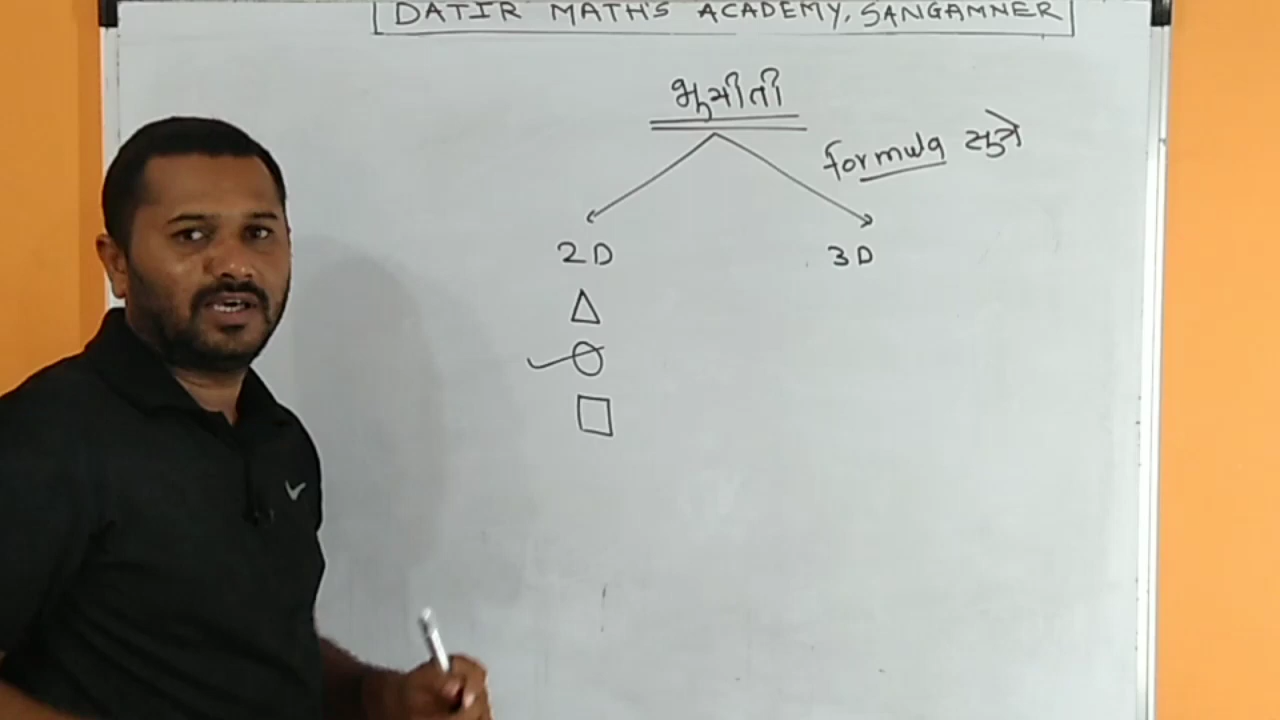 DATIR MATH'S ACADEMY, SANGAMNER
भूमीती
formula सुत्रे
2D
3D